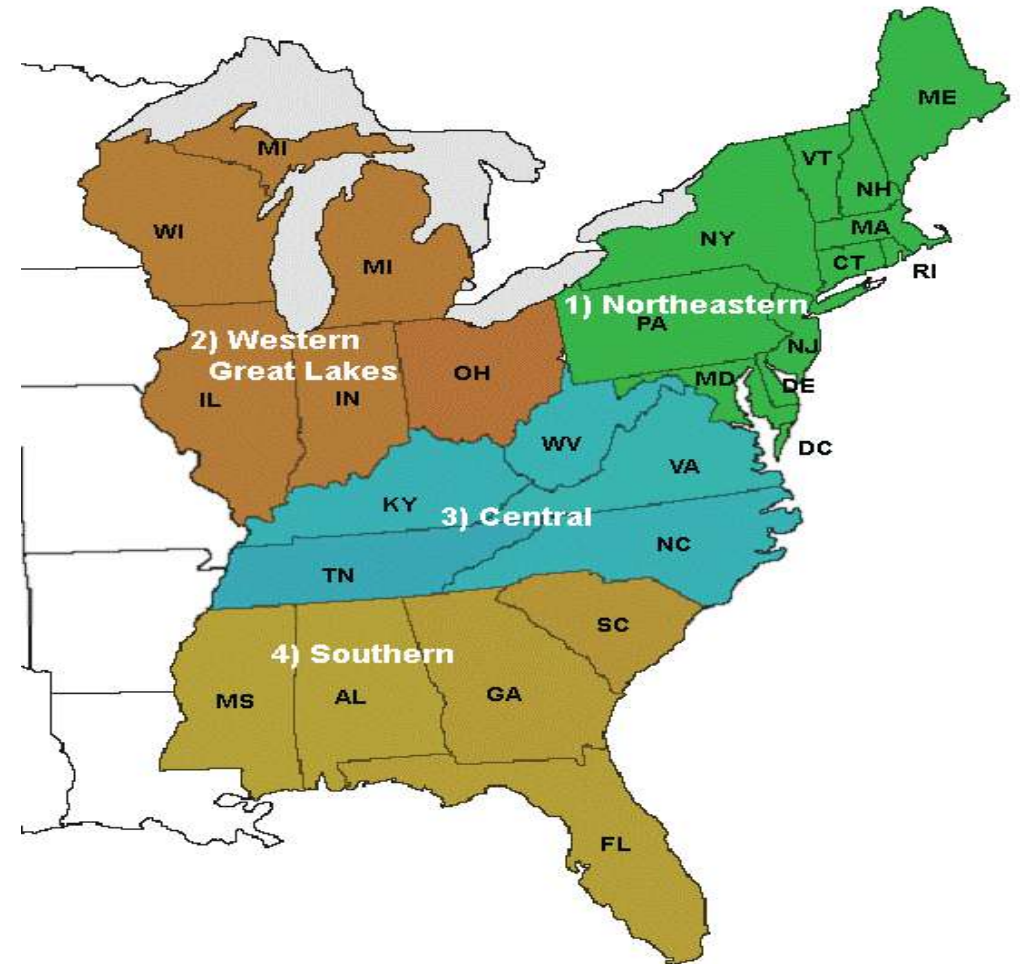 ME
MI
VT
NH
WI
MA
NY
MI
CT
RI
1) Northeastern
PA
2) Western
Great Lakes
NJ
OH
MD
DE
IL
IN
WV
DC
VA
KY
3) Central
NC
TN
SC
4) Southern
MS
AL
GA
FL